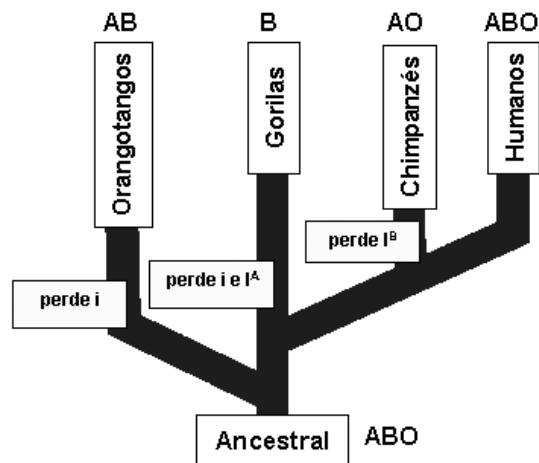 AB B AO ABO
Orangotangos
Gorilas
Chimpanzés
Humanos
perde i
perde i e Iᴬ
perde Iᴮ
Ancestral ABO